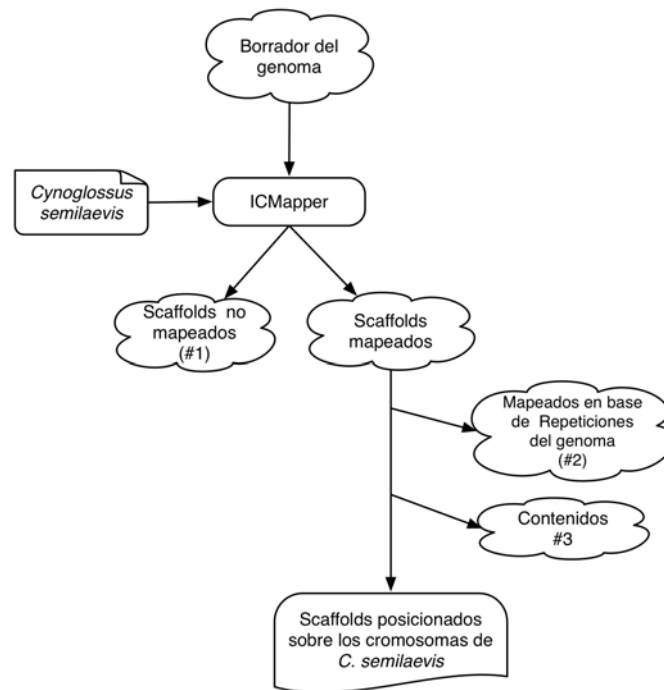 Borrador del
genoma
Cynoglossus
semilaevis
ICMapper
Scaffolds no
mapeados
(#1)
Scaffolds
mapeados
Mapeados en base
de Repeticiones
del genoma
(#2)
Contenidos
#3
Scaffolds posicionados
sobre los cromosomas de
C. semilaevis